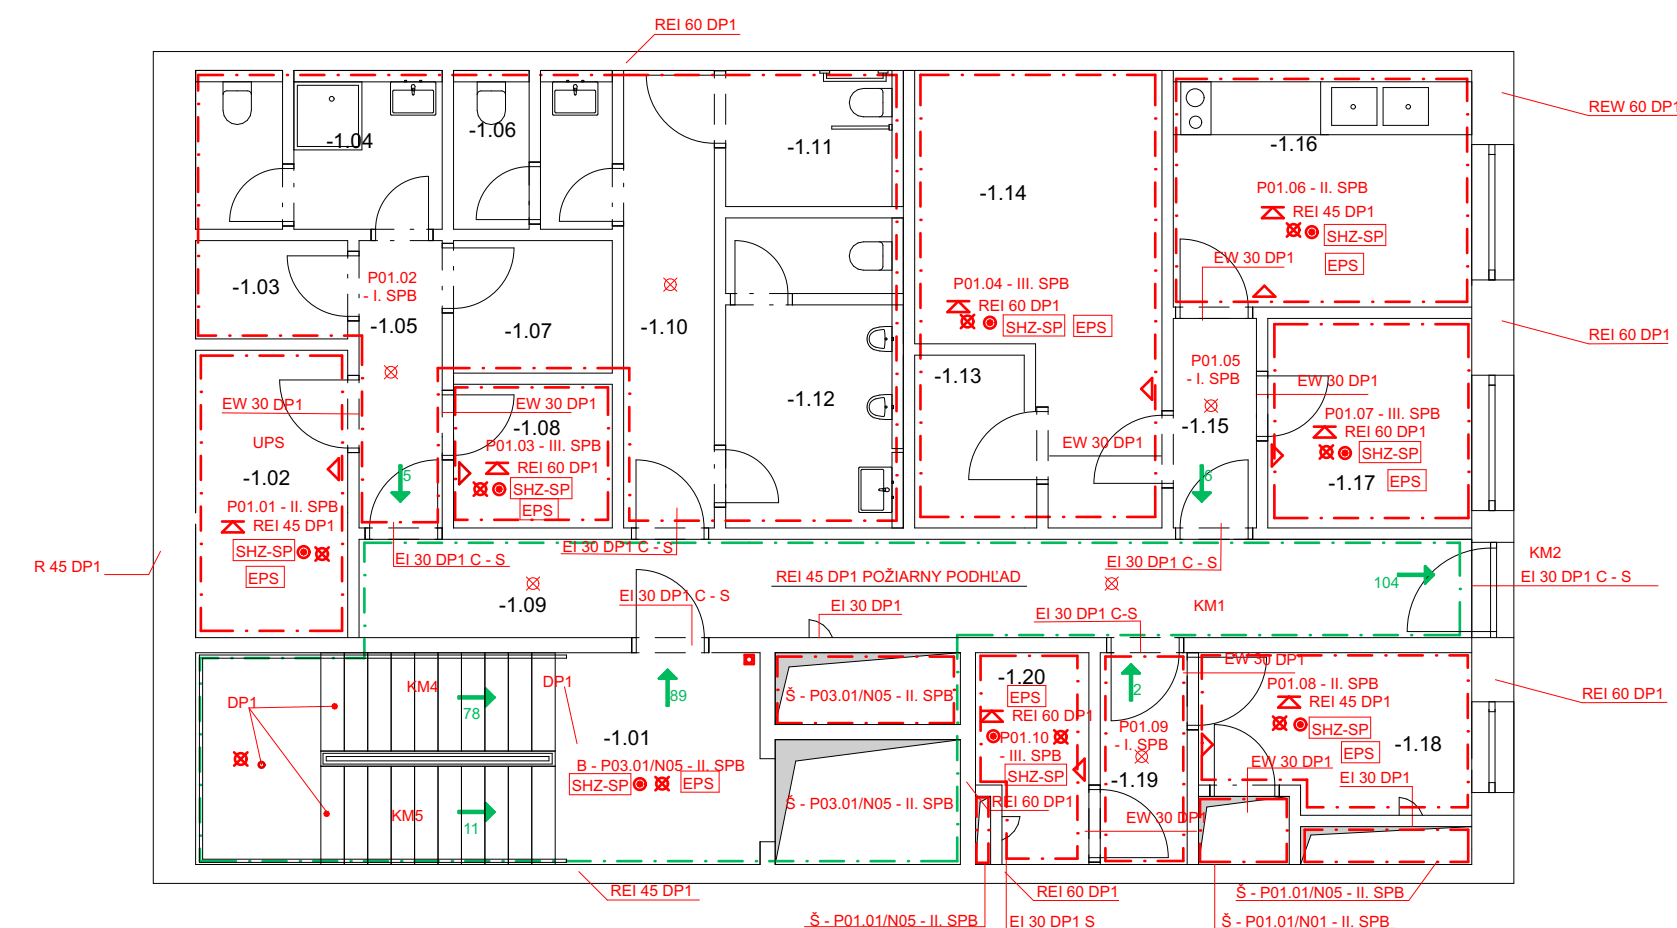 REI 60 DP1
REW 60 DP1
-1.04
-1.06
-1.11
-1.16
-1.14
P01.06 - II. SPB
REI 45 DP1
SHZ-SP
EPS
EW 30 DP1
-1.03
P01.02
- I. SPB
-1.05
-1.07
-1.10
P01.04 - III. SPB
REI 60 DP1
SHZ-SP EPS
REI 60 DP1
-1.13
-1.12
P01.05
- I. SPB
-1.15
EW 30 DP1
EW 30 DP1
EW 30 DP1
-1.08
P01.03 - III. SPB
REI 60 DP1
SHZ-SP
EPS
UPS
-1.02
P01.01 - II. SPB
REI 45 DP1
SHZ-SP
EPS
5
EW 30 DP1
6
P01.07 - III. SPB
REI 60 DP1
SHZ-SP
-1.17
EPS
R 45 DP1
EI 30 DP1 C - S
EI 30 DP1 C - S
REI 45 DP1 POŽIARNY PODHĽAD
EI 30 DP1 C - S
104
KM2
EI 30 DP1 C - S
-1.09
EI 30 DP1 C - S
EI 30 DP1
EI 30 DP1 C-S
KM1
KM4
78
DP1
DP1
89
-1.01
B - P03.01/N05 - II. SPB
SHZ-SP
EPS
KM5
11
Š - P03.01/N05 - II. SPB
Š - P03.01/N05 - II. SPB
-1.20
EPS
REI 60 DP1
P01.10
- III. SPB
SHZ-SP
REI 60 DP1
2
P01.09
- I. SPB
-1.19
EW 30 DP1
EW 30 DP1
P01.08 - II. SPB
REI 45 DP1
SHZ-SP
EPS
-1.18
EW 30 DP1
EI 30 DP1
REI 60 DP1
REI 45 DP1
REI 60 DP1
Š - P01.01/N05 - II. SPB
Š - P01.01/N05 - II. SPB
EI 30 DP1 S
Š - P01.01/N01 - II. SPB